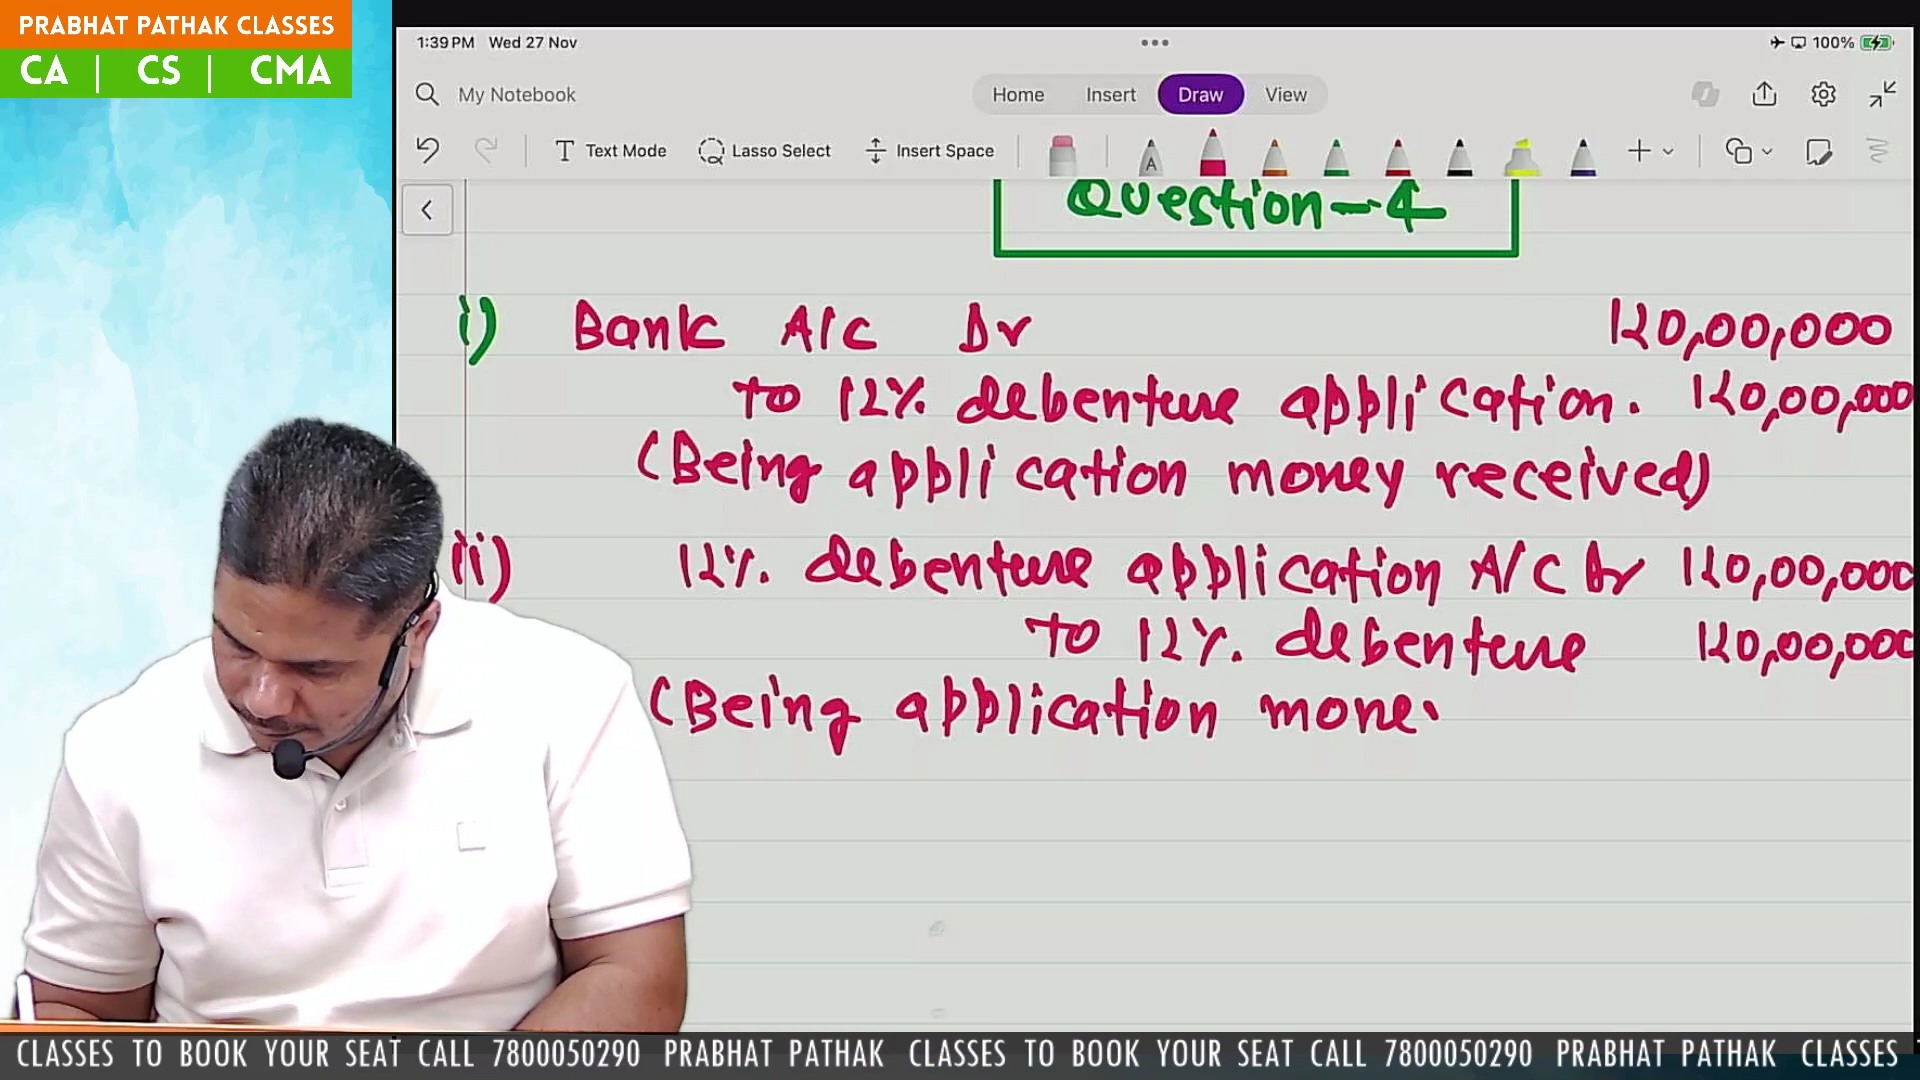 PRABHAT PATHAK CLASSES
CA | CS | CMA
1:39 PM Wed 27 Nov
100%
My Notebook
Home Insert Draw View
Text Mode Lasso Select Insert Space
Question-4
i) Bank A/c Dr 120,00,000
To 12% debenture application. 120,00,000
(Being application money received)
ii) 12% debenture application A/C Dr 120,00,000
To 12% debenture 120,00,000
(Being application money
CLASSES TO BOOK YOUR SEAT CALL 7800050290 PRABHAT PATHAK CLASSES TO BOOK YOUR SEAT CALL 7800050290 PRABHAT PATHAK CLASSES